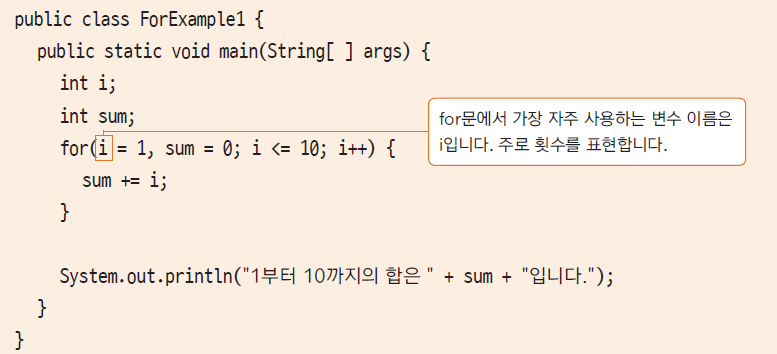 public class ForExample1 {
public static void main(String[ ] args) {
int i;
int sum;
for(i = 1, sum = 0; i <= 10; i++) {
sum += i;
}
System.out.println("1부터 10까지의 합은 " + sum + "입니다.");
}
}
for문에서 가장 자주 사용하는 변수 이름은
i입니다. 주로 횟수를 표현합니다.